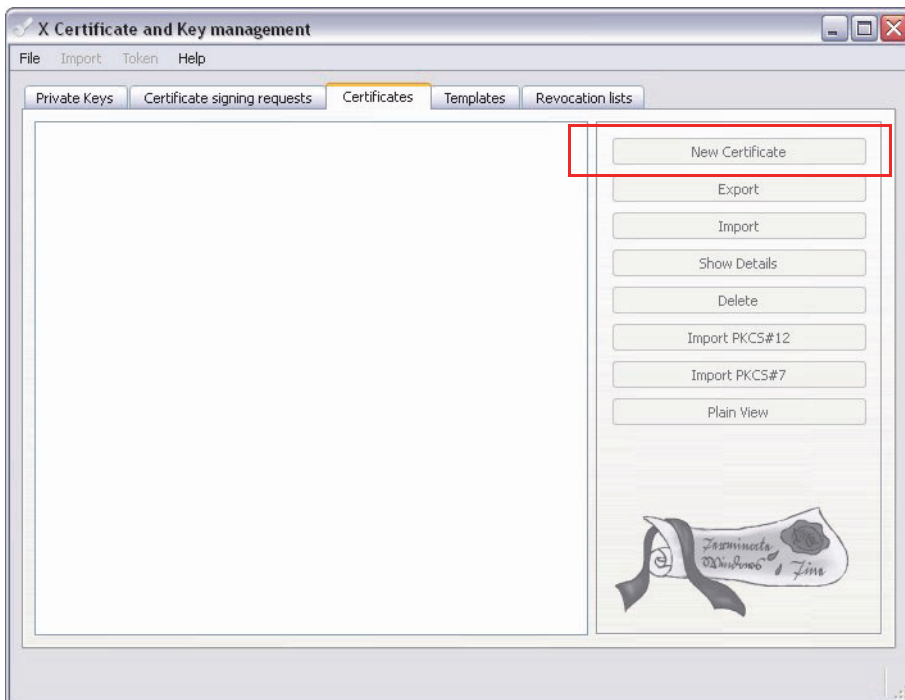 X Certificate and Key management
File Import Token Help
Private Keys Certificate signing requests Certificates Templates Revocation lists
New Certificate
Export
Import
Show Details
Delete
Import PKCS#12
Import PKCS#7
Plain View